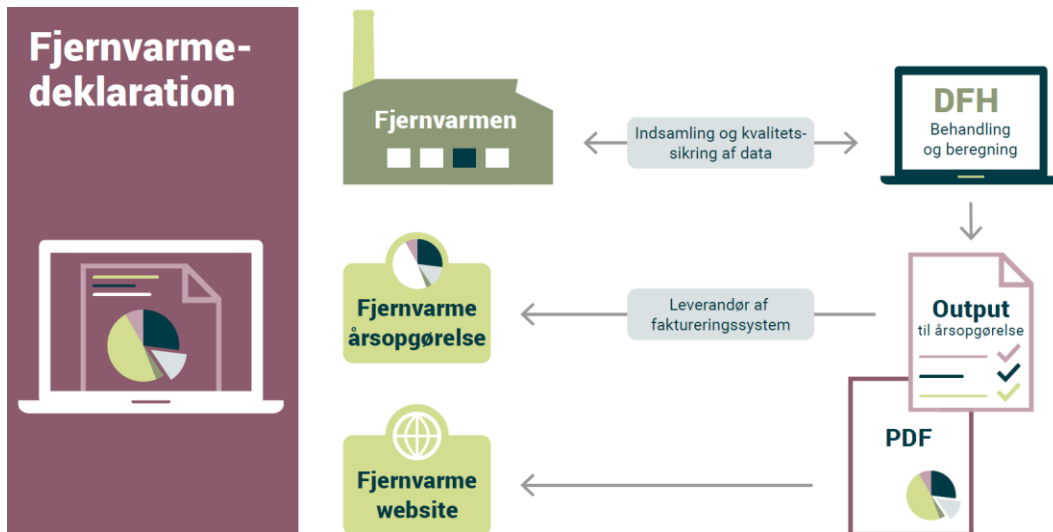 Fjernvarme-
deklaration
Fjernvarmen
Indsamling og kvalitets-
sikring af data
DFH
Behandling
og beregning
Fjernvarme
årsopgørelse
Leverandør af
faktureringssystem
Output
til årsopgørelse
PDF
Fjernvarme
website